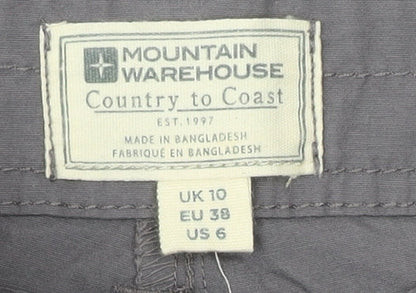 MOUNTAIN
WAREHOUSE
Country to Coast
EST. 1997
MADE IN BANGLADESH
FABRIQUÉ EN BANGLADESH
UK 10
EU 38
US 6